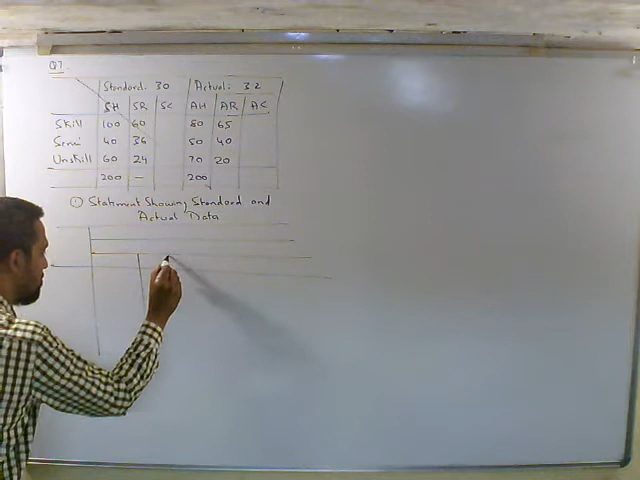 Q7.
Standard: 30 Actual: 32
SH SR SC AH AR AC
Skill 100 60 80 65
Semi 40 36 50 40
Unskill 60 24 70 20
200 - 200
① Statement Showing Standard and
Actual Data